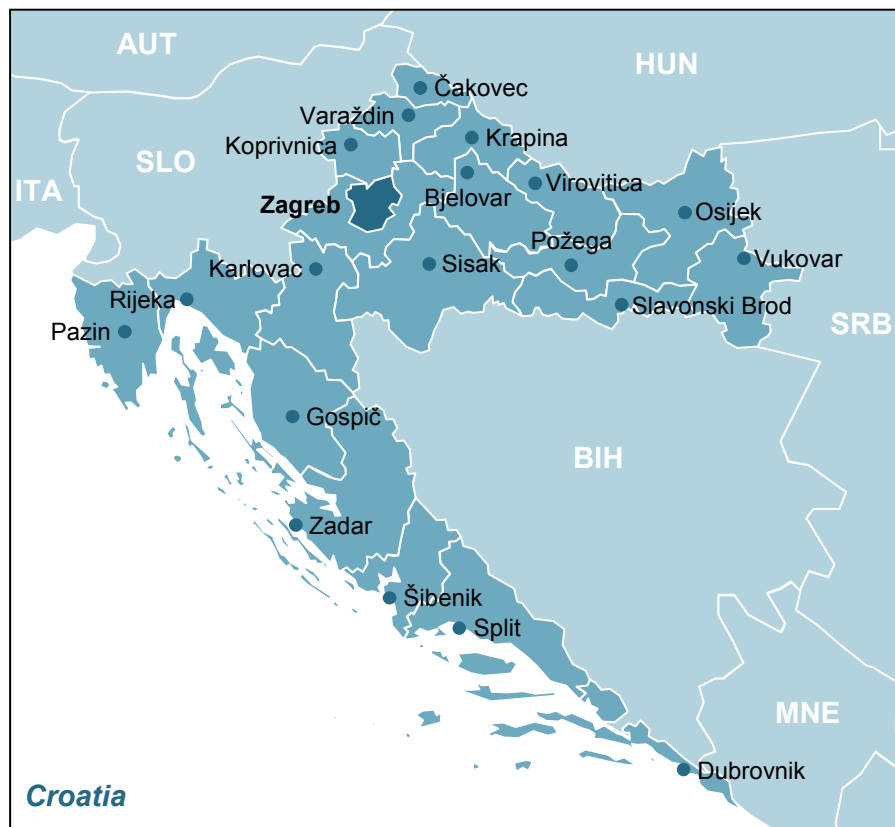 AUT
HUN
Čakovec
Varaždin
Krapina
Koprivnica
SLO
ITA
Virovitica
Bjelovar
Zagreb
Osijek
Požega
Vukovar
Karlovac
Sisak
Rijeka
Slavonski Brod
Pazin
SRB
Gospič
BIH
Zadar
Šibenik
Split
MNE
Dubrovnik
Croatia